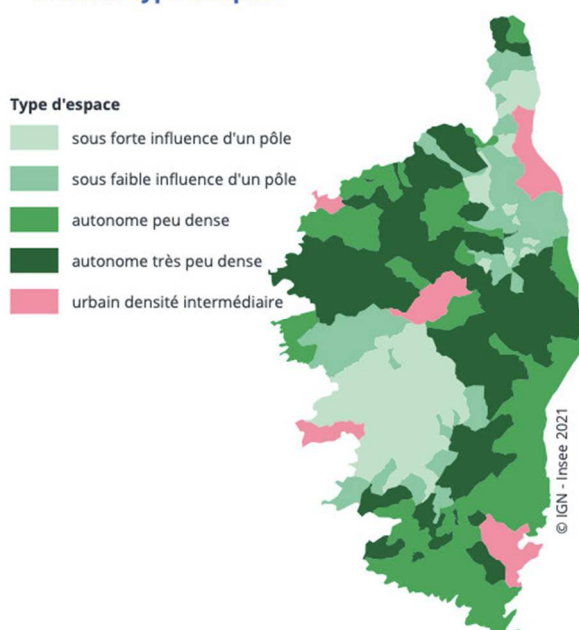 Type d'espace
sous forte influence d'un pôle
sous faible influence d'un pôle
autonome peu dense
autonome très peu dense
urbain densité intermédiaire
© IGN - Insee 2021